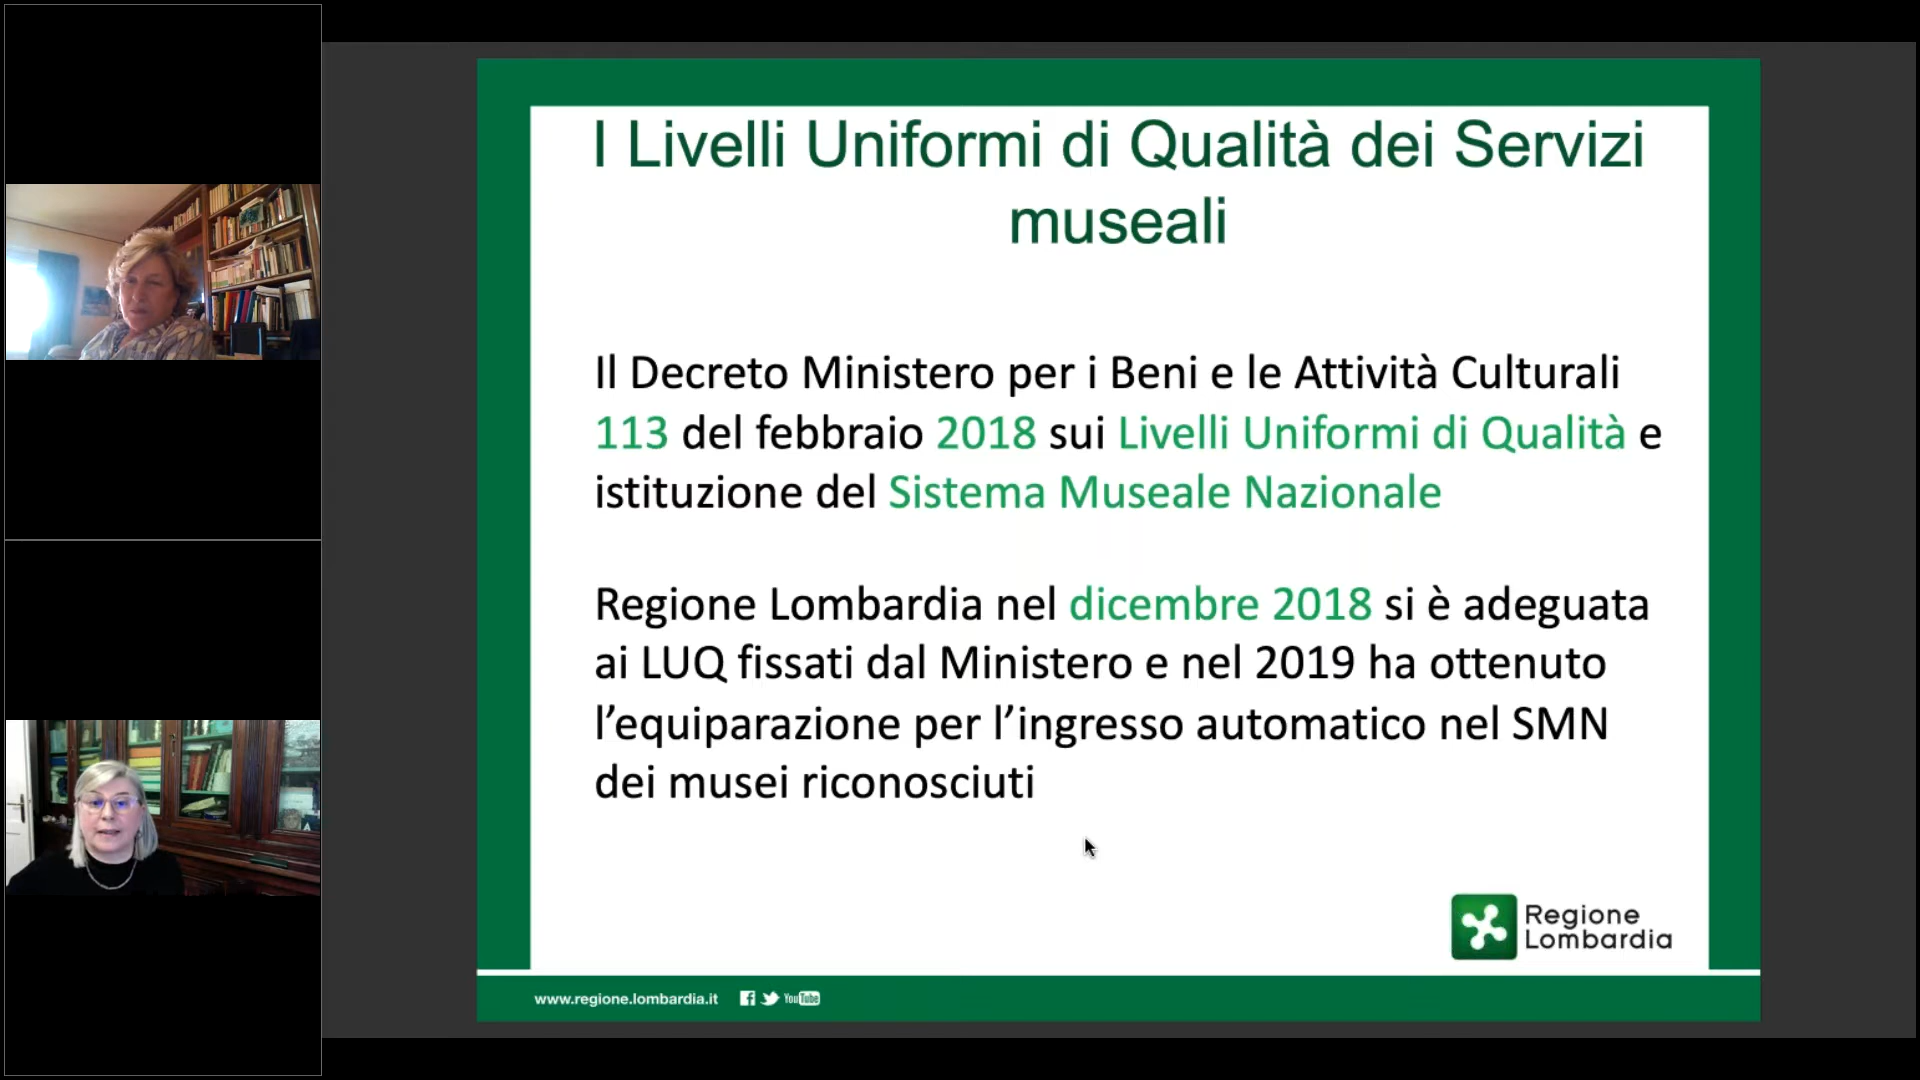 I Livelli Uniformi di Qualità dei Servizi
museali
Il Decreto Ministero per i Beni e le Attività Culturali
113 del febbraio 2018 sui Livelli Uniformi di Qualità e
istituzione del Sistema Museale Nazionale
Regione Lombardia nel dicembre 2018 si è adeguata
ai LUQ fissati dal Ministero e nel 2019 ha ottenuto
l’equiparazione per l’ingresso automatico nel SMN
dei musei riconosciuti
Regione
Lombardia
www.regione.lombardia.it
YouTube